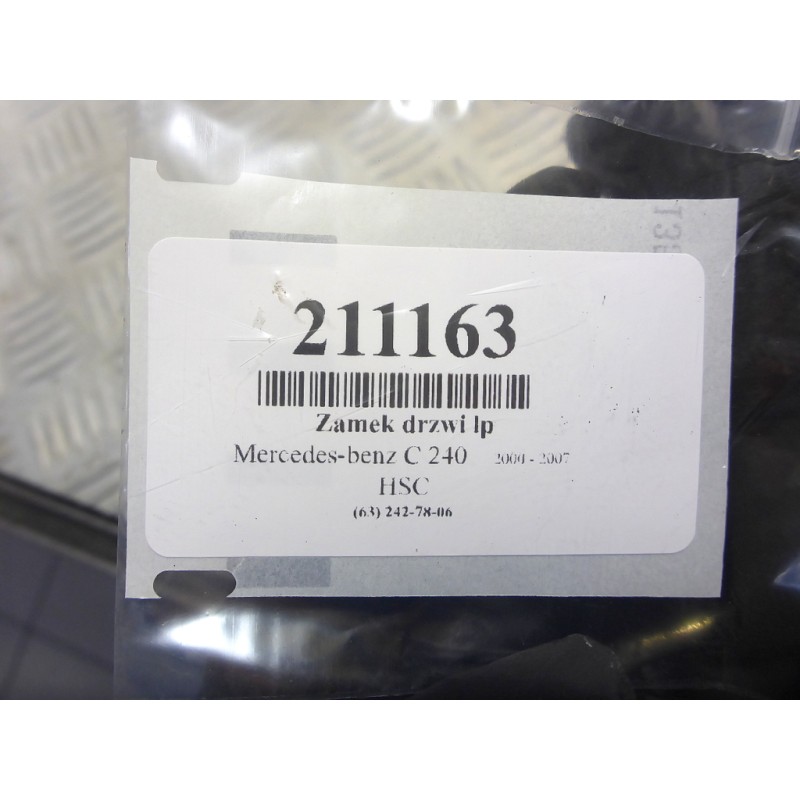 211163
Zamek drzwi lp
Mercedes-benz C 240 2000 - 2007
HSC
(63) 242-78-06